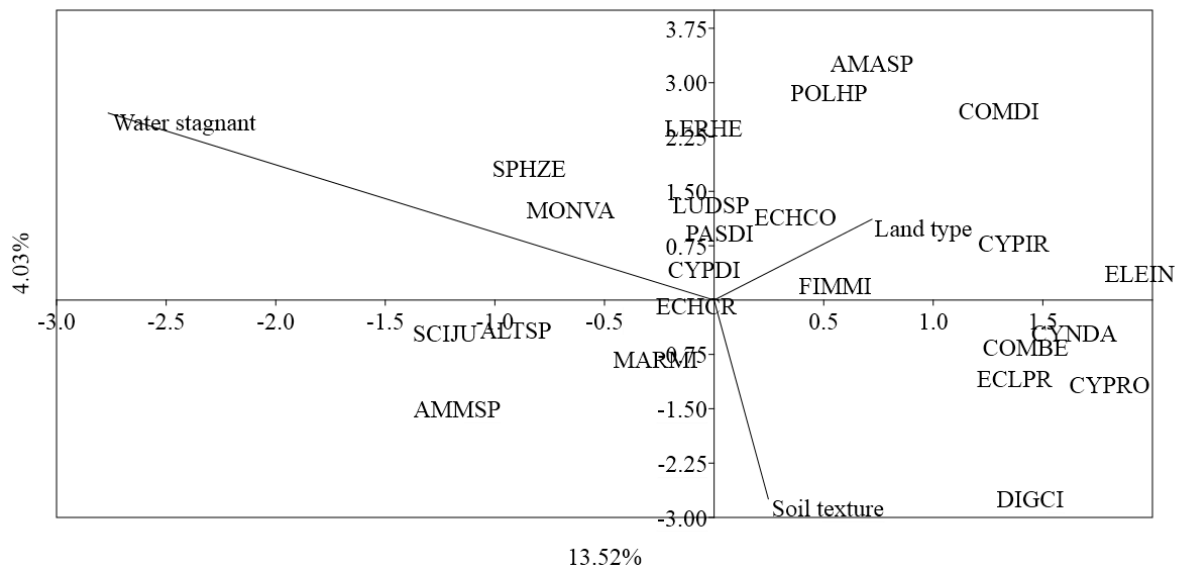 3.75
AMASP
3.00
POLHP
COMDI
Water stagnant
LERHE
2.25
SPHZE
1.50
LUDSP
MONVA
ECHCO
PASDI
Land type
0.75
CYPIR
4.03%
CYPDI
ELEIN
FIMMI
ECHCR
-3.0 -2.5 -2.0 -1.5 -1.0 -0.5 0.5 1.0 1.5
SCIJU
ALTSP
CYNDA
COMBE
MARMI
-0.75
ECLPR
CYPRO
AMMSP
-1.50
-2.25
DIGCI
Soil texture
-3.00
13.52%